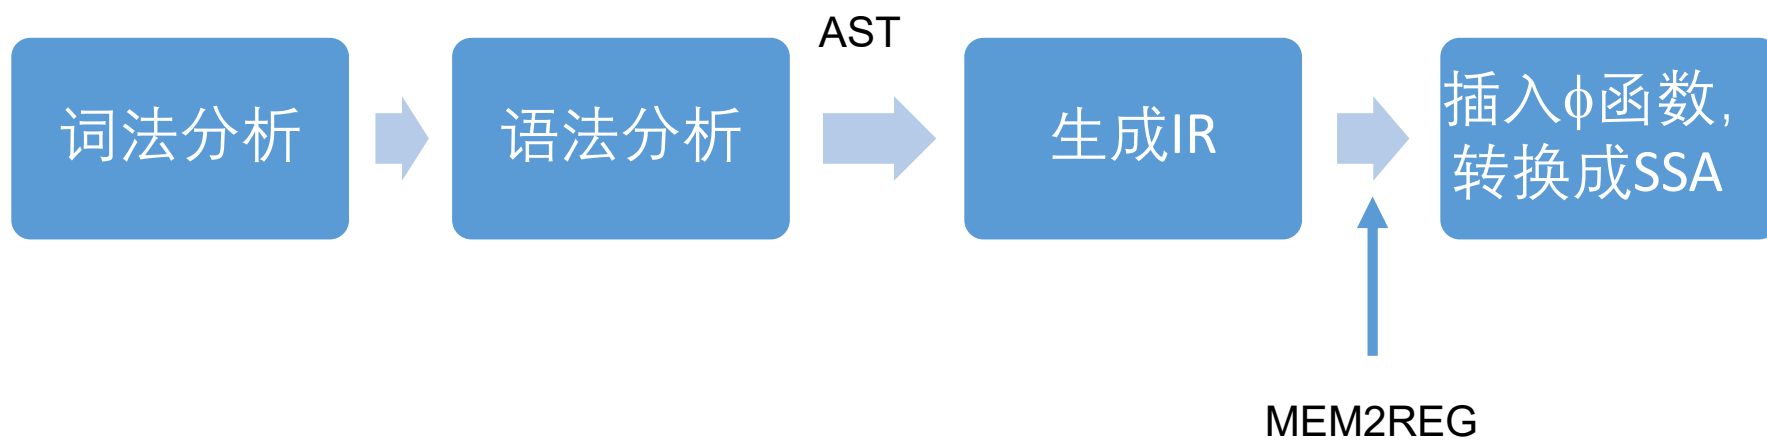 词法分析
语法分析
AST
生成IR
插入ϕ函数,
转换成SSA
MEM2REG